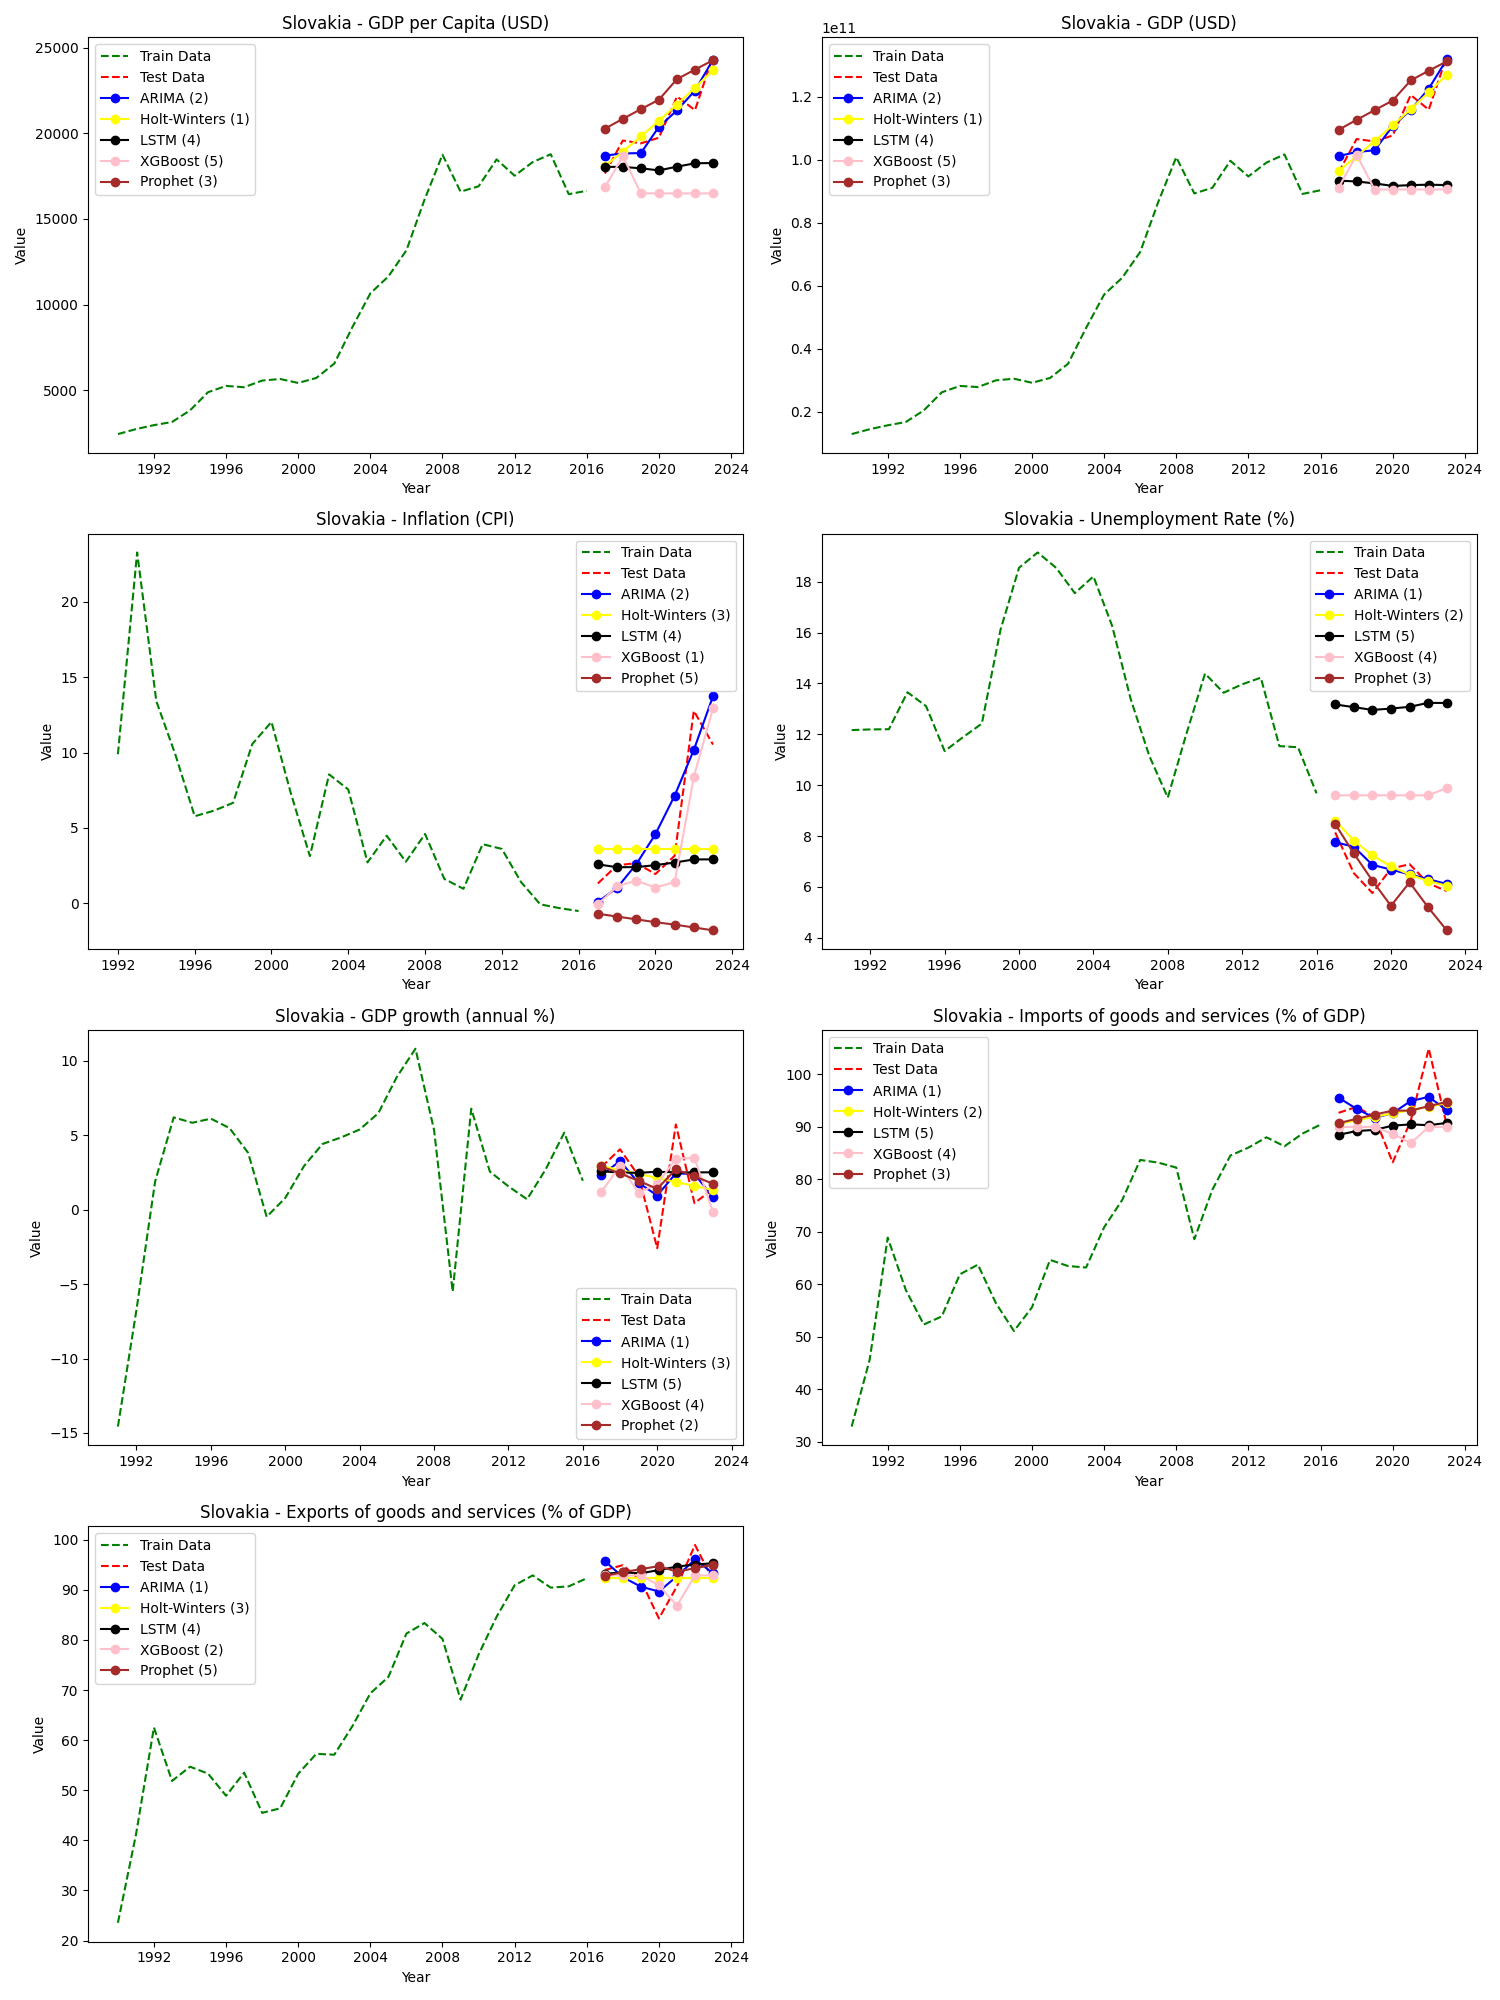 Slovakia - GDP per Capita (USD)
25000
20000
15000
10000
5000
Value
Train Data
Test Data
ARIMA (2)
Holt-Winters (1)
LSTM (4)
XGBoost (5)
Prophet (3)
1992 1996 2000 2004 2008 2012 2016 2020 2024
Year
Slovakia - GDP (USD)
1e11
1.2
1.0
0.8
0.6
0.4
0.2
Value
Train Data
Test Data
ARIMA (2)
Holt-Winters (1)
LSTM (4)
XGBoost (5)
Prophet (3)
1992 1996 2000 2004 2008 2012 2016 2020 2024
Year
Slovakia - Inflation (CPI)
20
15
10
5
0
Value
Train Data
Test Data
ARIMA (2)
Holt-Winters (3)
LSTM (4)
XGBoost (1)
Prophet (5)
1992 1996 2000 2004 2008 2012 2016 2020 2024
Year
Slovakia - Unemployment Rate (%)
18
16
14
12
10
8
6
4
Value
Train Data
Test Data
ARIMA (1)
Holt-Winters (2)
LSTM (5)
XGBoost (4)
Prophet (3)
1992 1996 2000 2004 2008 2012 2016 2020 2024
Year
Slovakia - GDP growth (annual %)
10
5
0
−5
−10
−15
Value
Train Data
Test Data
ARIMA (1)
Holt-Winters (3)
LSTM (5)
XGBoost (4)
Prophet (2)
1992 1996 2000 2004 2008 2012 2016 2020 2024
Year
Slovakia - Imports of goods and services (% of GDP)
100
90
80
70
60
50
40
30
Value
Train Data
Test Data
ARIMA (1)
Holt-Winters (2)
LSTM (5)
XGBoost (4)
Prophet (3)
1992 1996 2000 2004 2008 2012 2016 2020 2024
Year
Slovakia - Exports of goods and services (% of GDP)
100
90
80
70
60
50
40
30
20
Value
Train Data
Test Data
ARIMA (1)
Holt-Winters (3)
LSTM (4)
XGBoost (2)
Prophet (5)
1992 1996 2000 2004 2008 2012 2016 2020 2024
Year